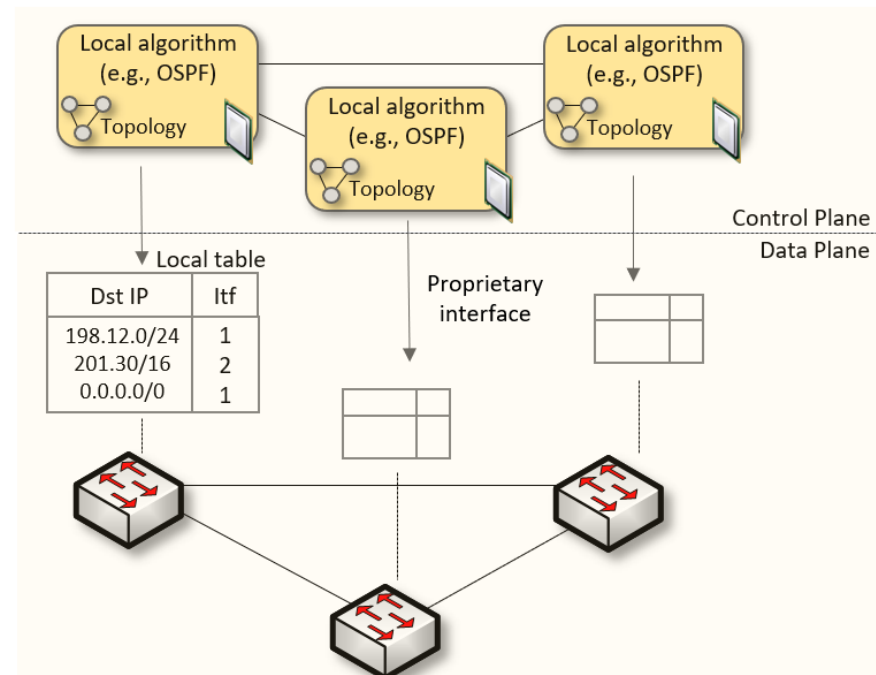 Local algorithm
(e.g., OSPF)
Topology
Local algorithm
(e.g., OSPF)
Topology
Local algorithm
(e.g., OSPF)
Topology
Control Plane
Data Plane
Local table
Dst IP Itf
198.12.0/24 1
201.30/16 2
0.0.0.0/0 1
Proprietary
interface